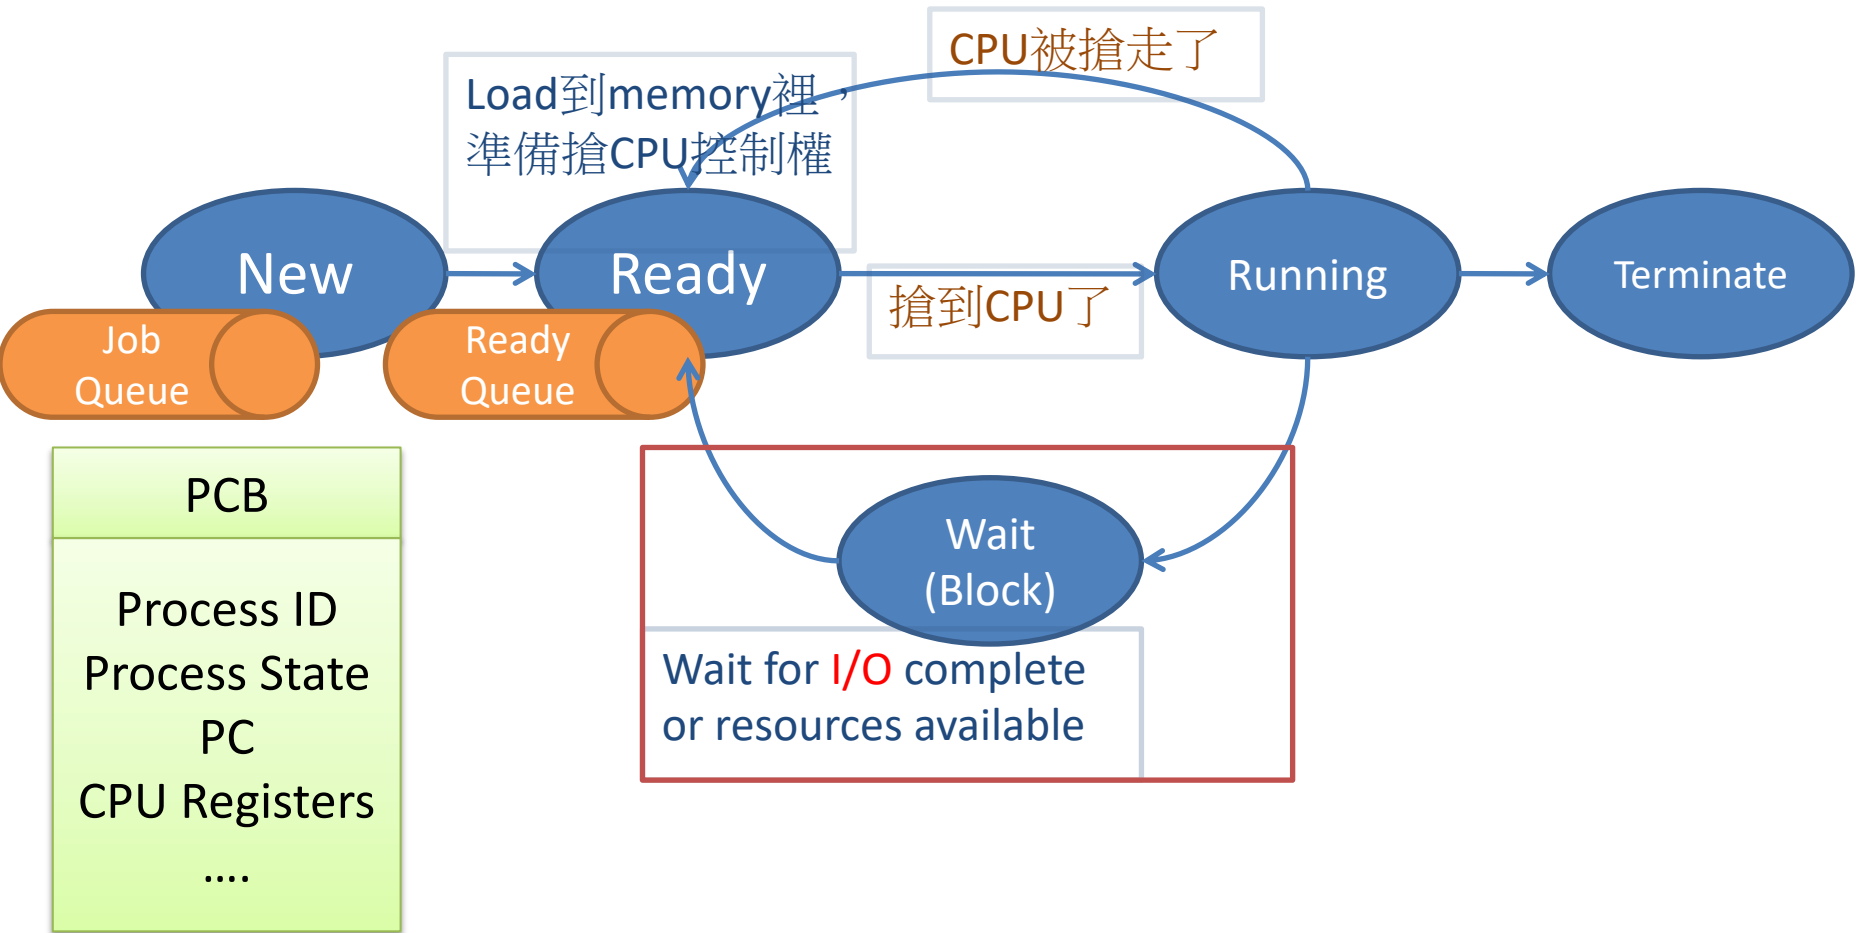 CPU被搶走了
Load到memory裡，
準備搶CPU控制權
New
Ready
Running
Terminate
搶到CPU了
Job
Queue
Ready
Queue
PCB
Process ID
Process State
PC
CPU Registers
....
Wait
(Block)
Wait for I/O complete
or resources available